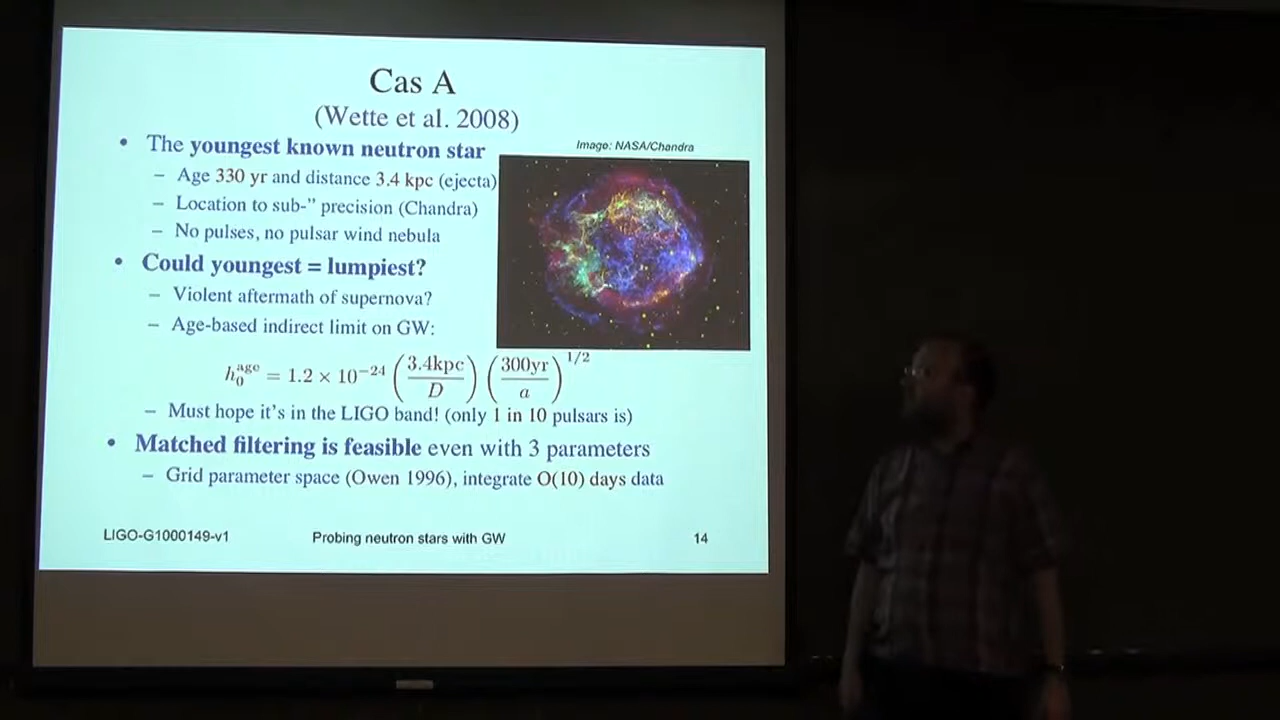 Cas A
(Wette et al. 2008)
• The youngest known neutron star
Image: NASA/Chandra
– Age 330 yr and distance 3.4 kpc (ejecta)
– Location to sub-” precision (Chandra)
– No pulses, no pulsar wind nebula
• Could youngest = lumpiest?
– Violent aftermath of supernova?
– Age-based indirect limit on GW:
h₀^age = 1.2 × 10⁻²⁴ (3.4kpc / D) (300yr / a)^1/2
– Must hope it’s in the LIGO band! (only 1 in 10 pulsars is)
• Matched filtering is feasible even with 3 parameters
– Grid parameter space (Owen 1996), integrate O(10) days data
LIGO-G1000149-v1 Probing neutron stars with GW 14